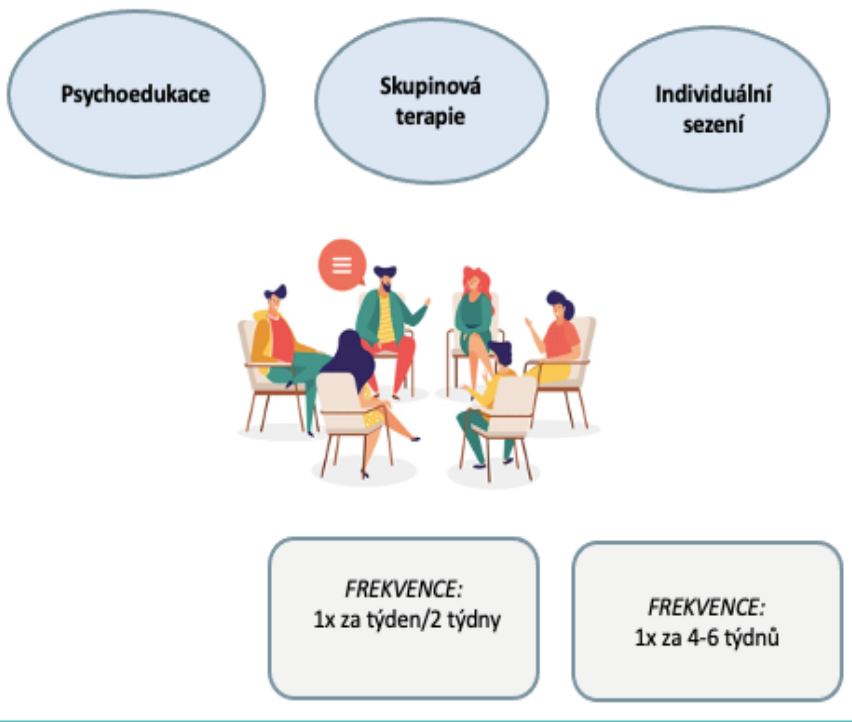 Psychoedukace
Skupinová
terapie
Individuální
sezení
FREKVENCE:
1x za týden/2 týdny
FREKVENCE:
1x za 4-6 týdnů